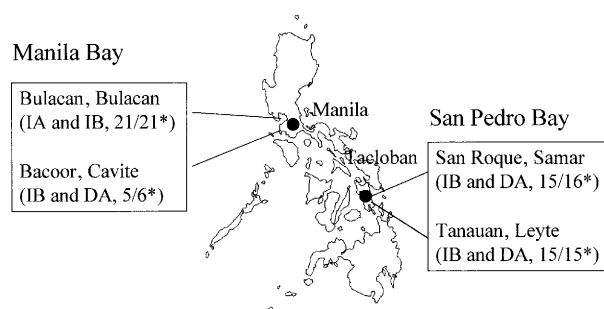 Manila Bay
Bulacan, Bulacan
(IA and IB, 21/21*)
Bacoor, Cavite
(IB and DA, 5/6*)
Manila
Tacloban
San Pedro Bay
San Roque, Samar
(IB and DA, 15/16*)
Tanauan, Leyte
(IB and DA, 15/15*)